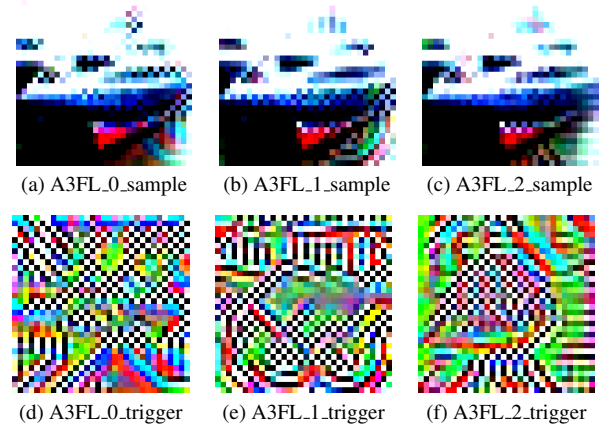 (a) A3FL_0_sample
(b) A3FL_1_sample
(c) A3FL_2_sample
(d) A3FL_0_trigger
(e) A3FL_1_trigger
(f) A3FL_2_trigger